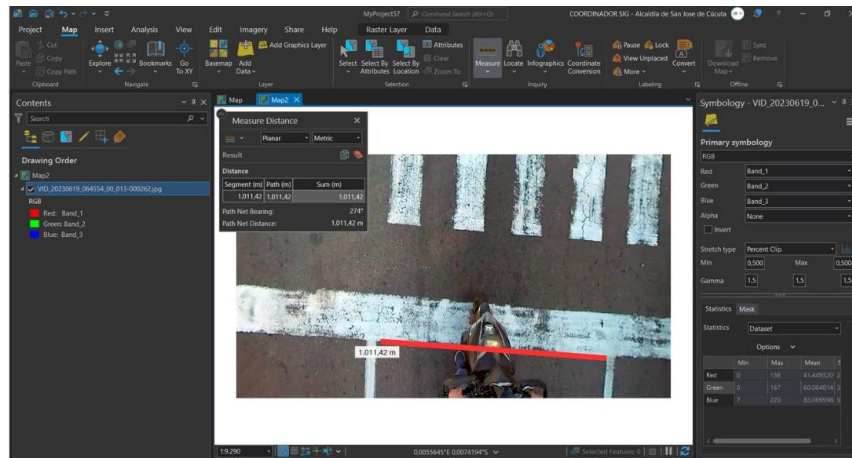 MyProject57
Command Search (Alt+Q)
COORDINADOR SIG - Alcaldía de San Jose de Cúcuta
Project Map Insert Analysis View Edit Imagery Share Help Raster Layer Data
Cut
Copy
Copy Path
Paste
Clipboard
Explore
Bookmarks
Go To XY
Navigate
Basemap
Add Data
Add Graphics Layer
Layer
Select
Select By Attributes
Select By Location
Attributes
Clear
Zoom To
Selection
Measure
Locate
Infographics
Coordinate Conversion
Inquiry
Pause
Lock
View Unplaced
More
Convert
Labeling
Download Map
Sync
Remove
Offline
Contents
Search
Drawing Order
Map2
VID_20230619_064554_00_013-000262.jpg
RGB
Red: Band_1
Green: Band_2
Blue: Band_3
Map
Map2
Measure Distance
Planar
Metric
Result
Distance
Segment (m) Path (m) Sum (m)
1.011,42 1.011,42 1.011,42
Path Net Bearing: 274°
Path Net Distance: 1.011,42 m
1.011,42 m
1:9.290
0,0055645°E 0,0074194°S
Selected Features: 0
Symbology - VID_20230619_0...
Primary symbology
RGB
Red Band_1
Green Band_2
Blue Band_3
Alpha None
Invert
Stretch type Percent Clip
Min 0,500 Max 0,500
Gamma 1,5 1,5 1,5
Statistics Mask
Statistics Dataset
Options
Min Max Mean
Red 0
Green 0 167
Blue 7